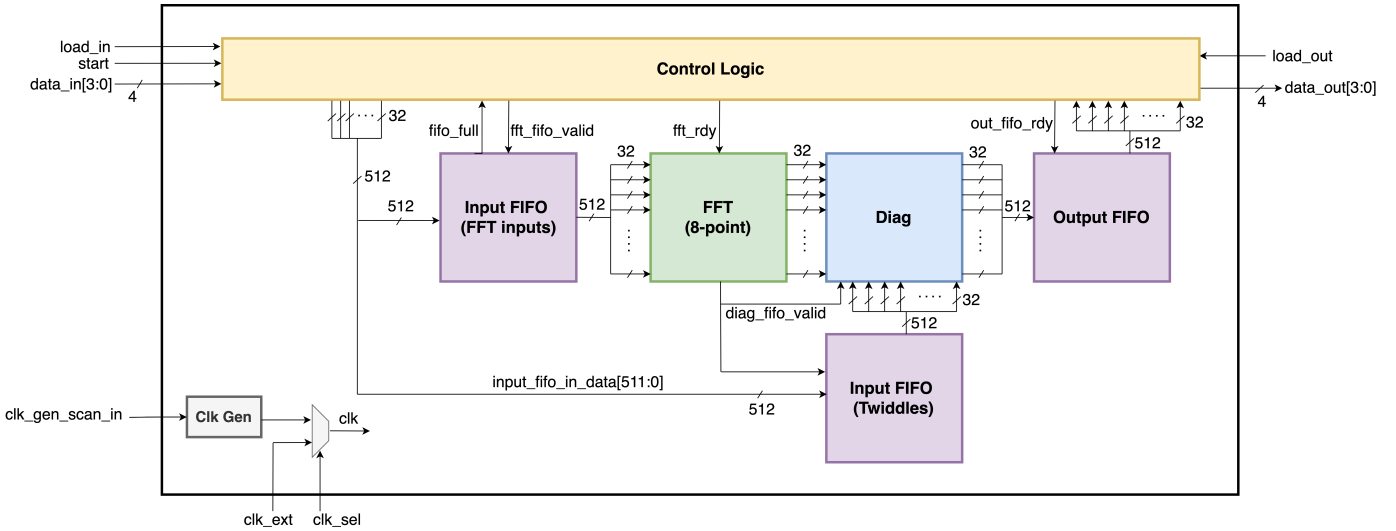 load_in
start
data_in[3:0]
4
Control Logic
load_out
data_out[3:0]
4
32
fifo_full
fft_fifo_valid
fft_rdy
out_fifo_rdy
32
512
512
512
Input FIFO
(FFT inputs)
512
32
FFT
(8-point)
32
Diag
32
512
Output FIFO
diag_fifo_valid
32
512
input_fifo_in_data[511:0]
512
Input FIFO
(Twiddles)
clk_gen_scan_in
Clk Gen
clk
clk_ext
clk_sel